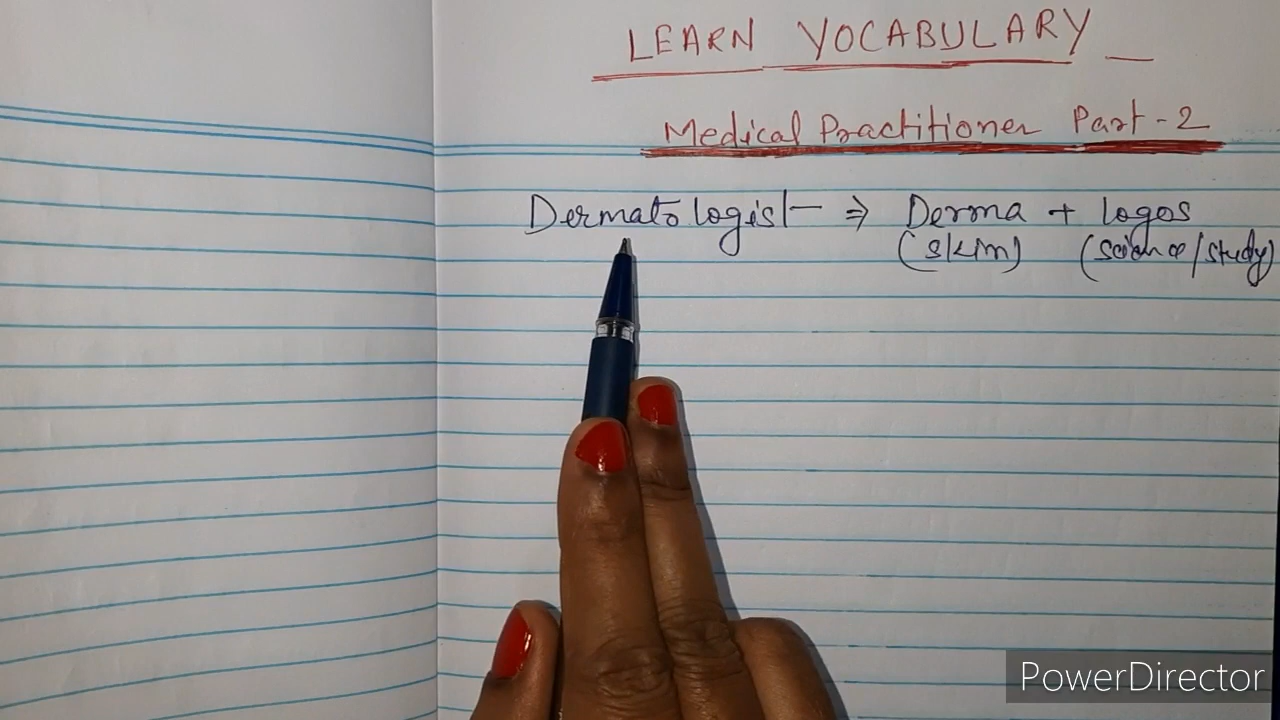 LEARN VOCABULARY
Medical Practitioner Part-2
Dermatologist ⇒ Derma + logos
(skin) (science/study)
PowerDirector